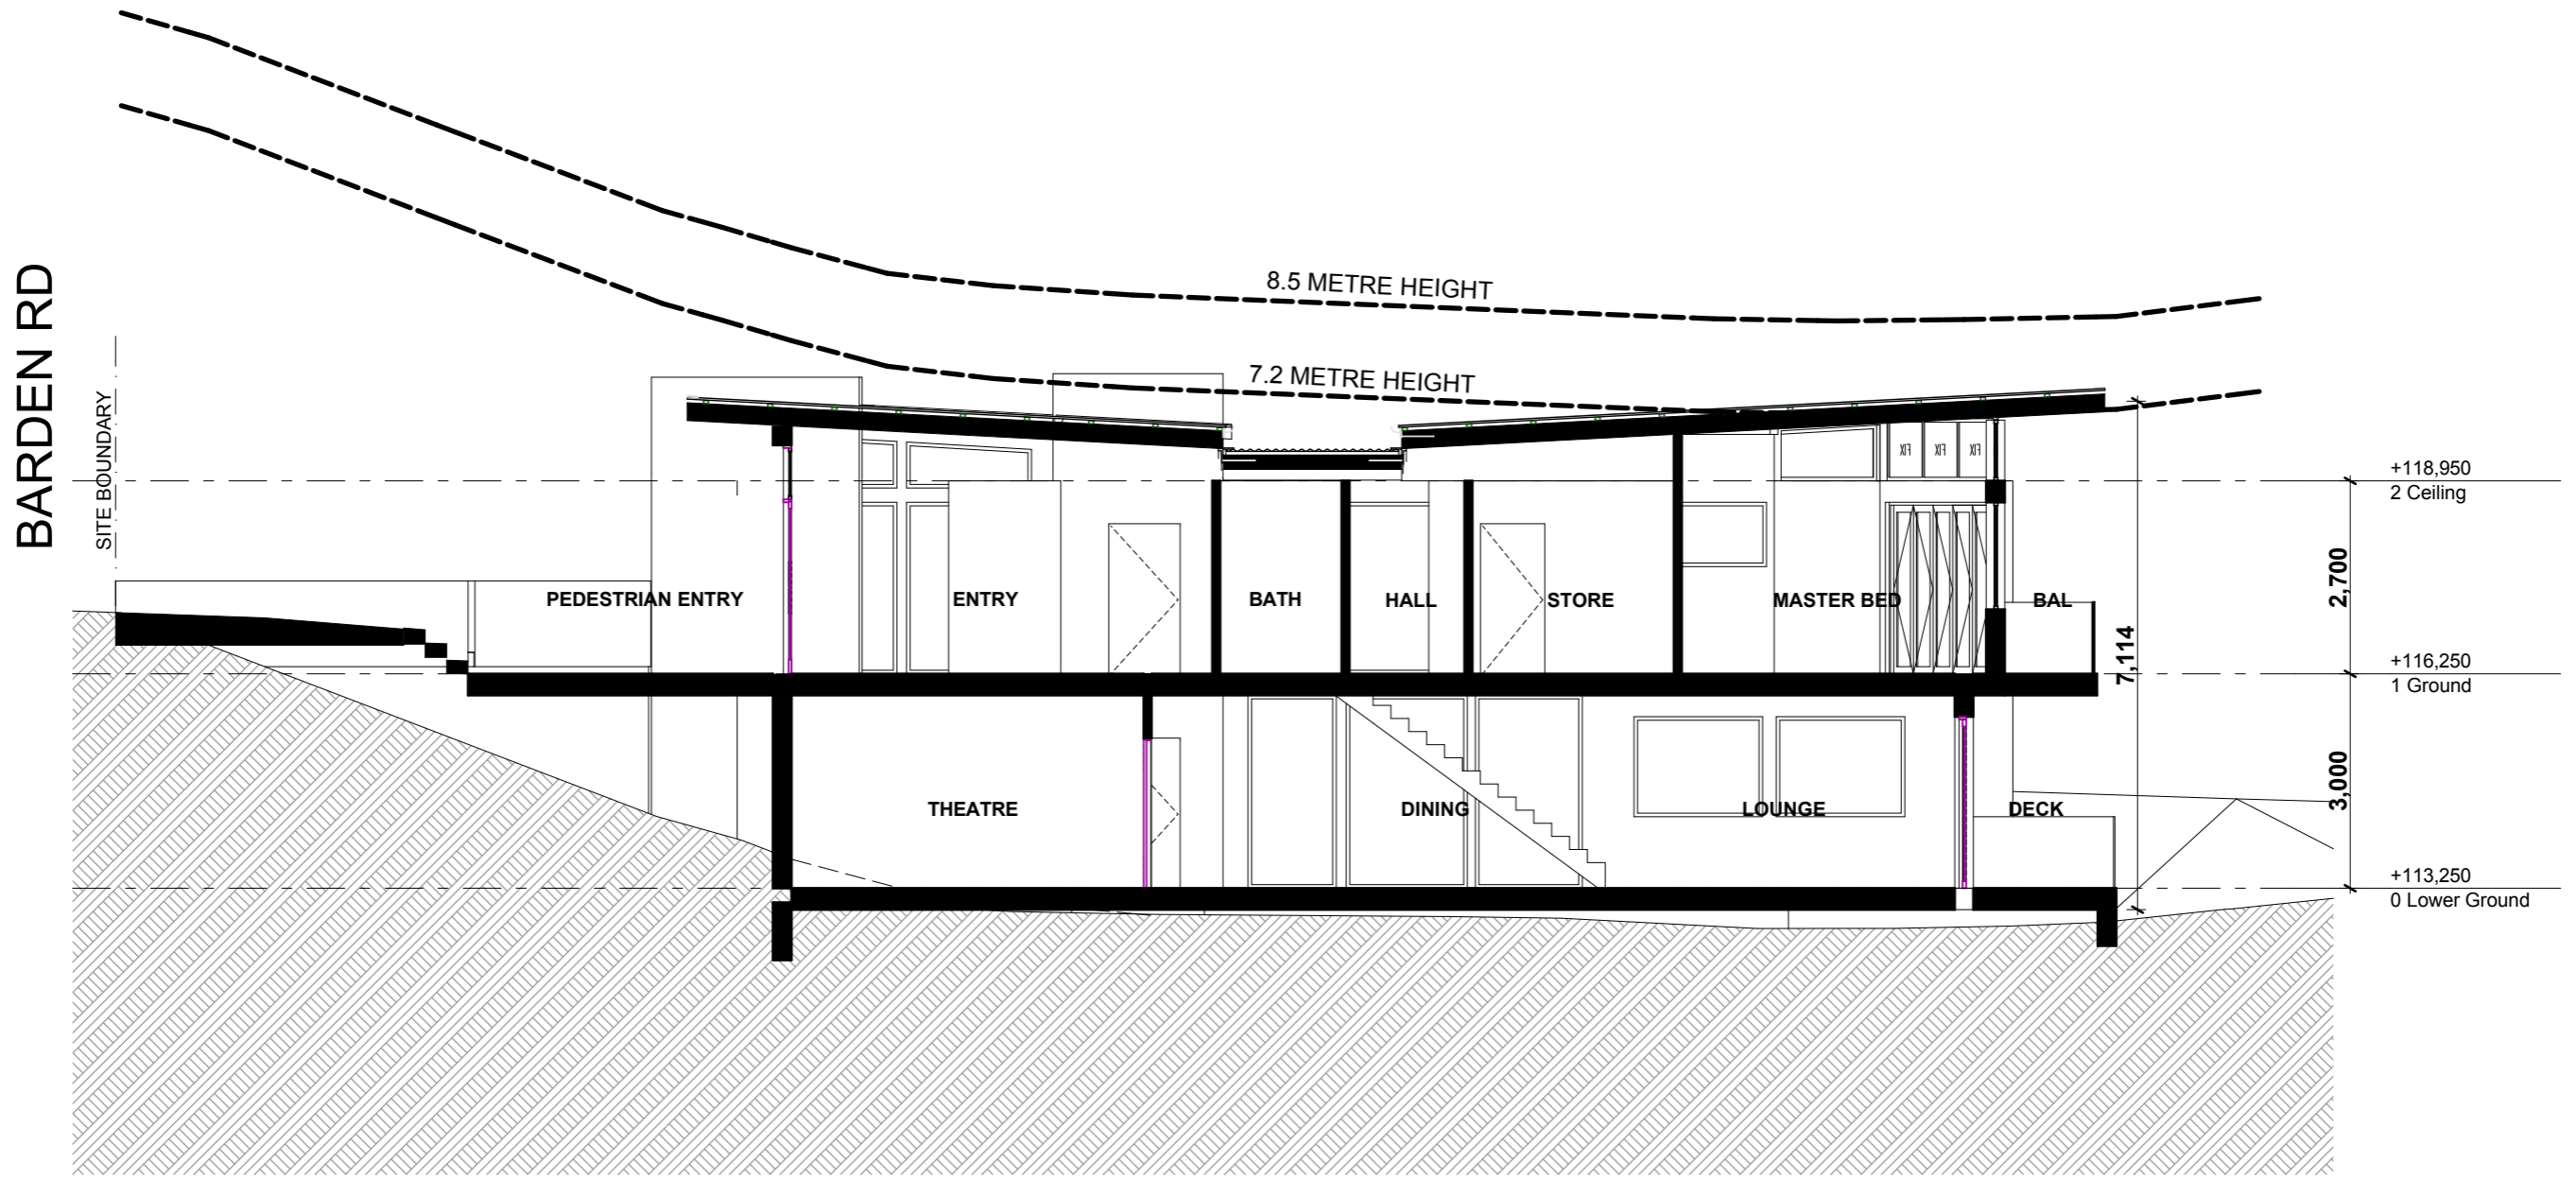 BARDEN RD
SITE BOUNDARY
8.5 METRE HEIGHT
7.2 METRE HEIGHT
FIX FIX FIX
+118,950
2 Ceiling
PEDESTRIAN ENTRY
ENTRY
BATH
HALL
STORE
MASTER BED
BAL
2,700
7,114
+116,250
1 Ground
THEATRE
DINING
LOUNGE
DECK
3,000
+113,250
0 Lower Ground